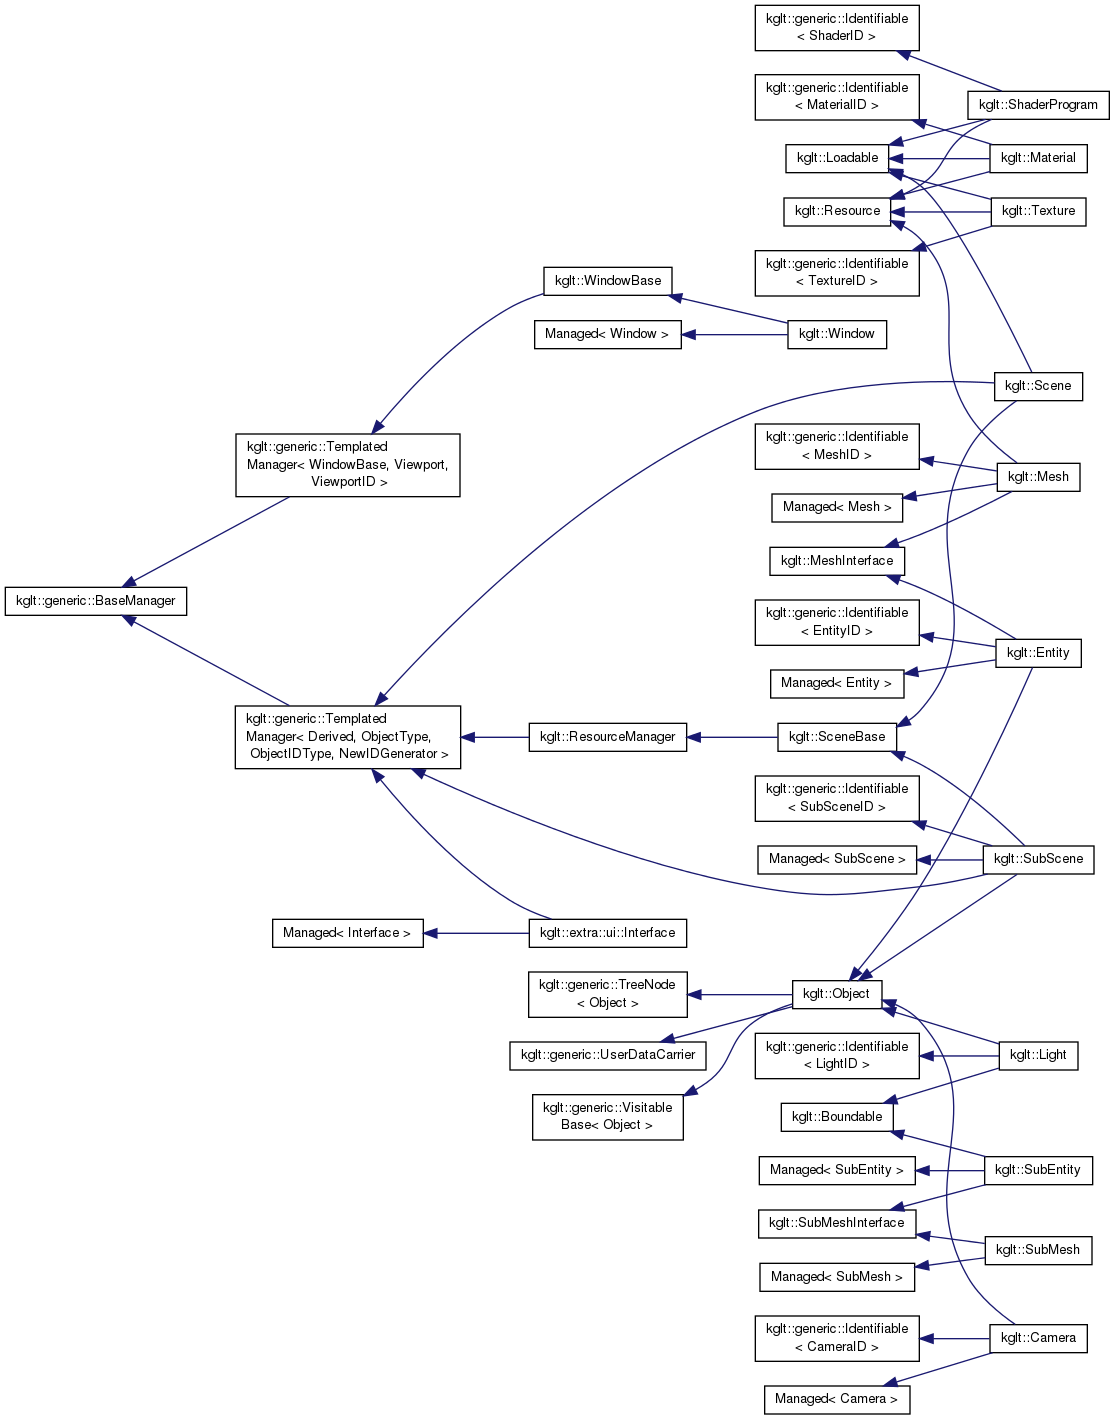 kglt::generic::Identifiable
< ShaderID >
kglt::generic::Identifiable
< MaterialID >
kglt::ShaderProgram
kglt::Loadable
kglt::Material
kglt::Resource
kglt::Texture
kglt::generic::Identifiable
< TextureID >
kglt::WindowBase
Managed< Window >
kglt::Window
kglt::Scene
kglt::generic::Templated
Manager< WindowBase, Viewport,
ViewportID >
kglt::generic::Identifiable
< MeshID >
kglt::Mesh
Managed< Mesh >
kglt::MeshInterface
kglt::generic::BaseManager
kglt::generic::Identifiable
< EntityID >
kglt::Entity
Managed< Entity >
kglt::generic::Templated
Manager< Derived, ObjectType,
ObjectIDType, NewIDGenerator >
kglt::ResourceManager
kglt::SceneBase
kglt::generic::Identifiable
< SubSceneID >
Managed< SubScene >
kglt::SubScene
Managed< Interface >
kglt::extra::ui::Interface
kglt::generic::TreeNode
< Object >
kglt::Object
kglt::generic::UserDataCarrier
kglt::generic::Identifiable
< LightID >
kglt::Light
kglt::generic::Visitable
Base< Object >
kglt::Boundable
Managed< SubEntity >
kglt::SubEntity
kglt::SubMeshInterface
kglt::SubMesh
Managed< SubMesh >
kglt::generic::Identifiable
< CameraID >
kglt::Camera
Managed< Camera >